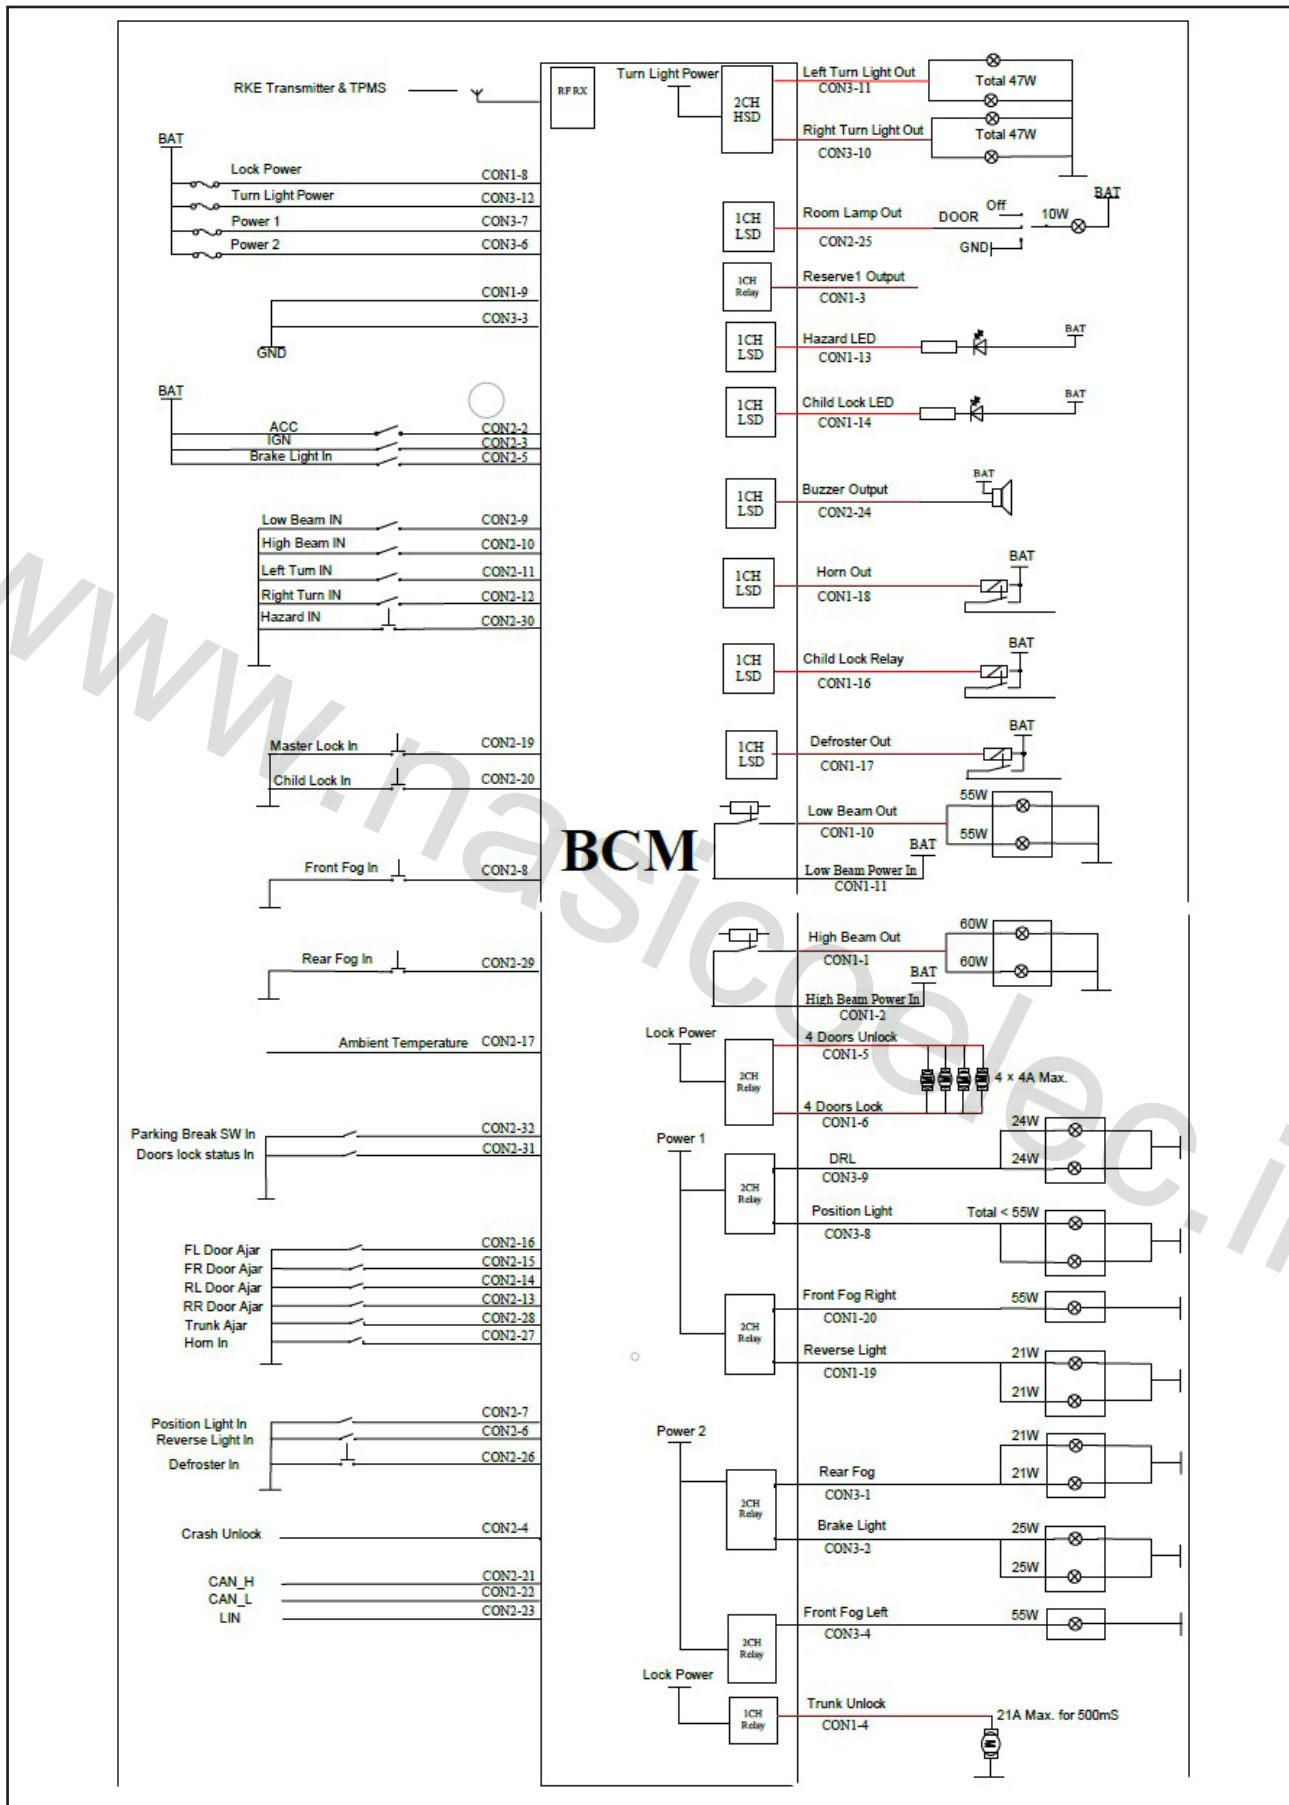 RKE Transmitter & TPMS
RFRX
BAT
Lock Power CON1-8
Turn Light Power CON3-12
Power 1 CON3-7
Power 2 CON3-6
CON1-9
CON3-3
GND
BAT
ACC CON2-2
IGN CON2-3
Brake Light In CON2-5
Low Beam IN CON2-9
High Beam IN CON2-10
Left Turn IN CON2-11
Right Turn IN CON2-12
Hazard IN CON2-30
Master Lock In CON2-19
Child Lock In CON2-20
Front Fog In CON2-8
Rear Fog In CON2-29
Ambient Temperature CON2-17
Parking Break SW In CON2-32
Doors lock status In CON2-31
FL Door Ajar CON2-16
FR Door Ajar CON2-15
RL Door Ajar CON2-14
RR Door Ajar CON2-13
Trunk Ajar CON2-28
Horn In CON2-27
Position Light In CON2-7
Reverse Light In CON2-6
Defroster In CON2-26
Crash Unlock CON2-4
CAN_H CON2-21
CAN_L CON2-22
LIN CON2-23
BCM
Turn Light Power
2CH
HSD
Left Turn Light Out
CON3-11
Total 47W
Right Turn Light Out
CON3-10
Total 47W
1CH
LSD
Room Lamp Out
CON2-25
DOOR
Off
GND
10W
BAT
1CH
Relay
Reserve1 Output
CON1-3
1CH
LSD
Hazard LED
CON1-13
BAT
1CH
LSD
Child Lock LED
CON1-14
BAT
1CH
LSD
Buzzer Output
CON2-24
BAT
1CH
LSD
Horn Out
CON1-18
BAT
1CH
LSD
Child Lock Relay
CON1-16
BAT
1CH
LSD
Defroster Out
CON1-17
BAT
Low Beam Out
CON1-10
55W
55W
BAT
Low Beam Power In
CON1-11
High Beam Out
CON1-1
60W
60W
BAT
High Beam Power In
CON1-2
Lock Power
2CH
Relay
4 Doors Unlock
CON1-5
M M M M
4 x 4A Max.
4 Doors Lock
CON1-6
Power 1
2CH
Relay
DRL
CON3-9
24W
24W
Position Light
CON3-8
Total < 55W
2CH
Relay
Front Fog Right
CON1-20
55W
Reverse Light
CON1-19
21W
21W
Power 2
2CH
Relay
Rear Fog
CON3-1
21W
21W
Brake Light
CON3-2
25W
25W
2CH
Relay
Front Fog Left
CON3-4
55W
Lock Power
1CH
Relay
Trunk Unlock
CON1-4
21A Max. for 500mS
M
www.nasicoelec.ir